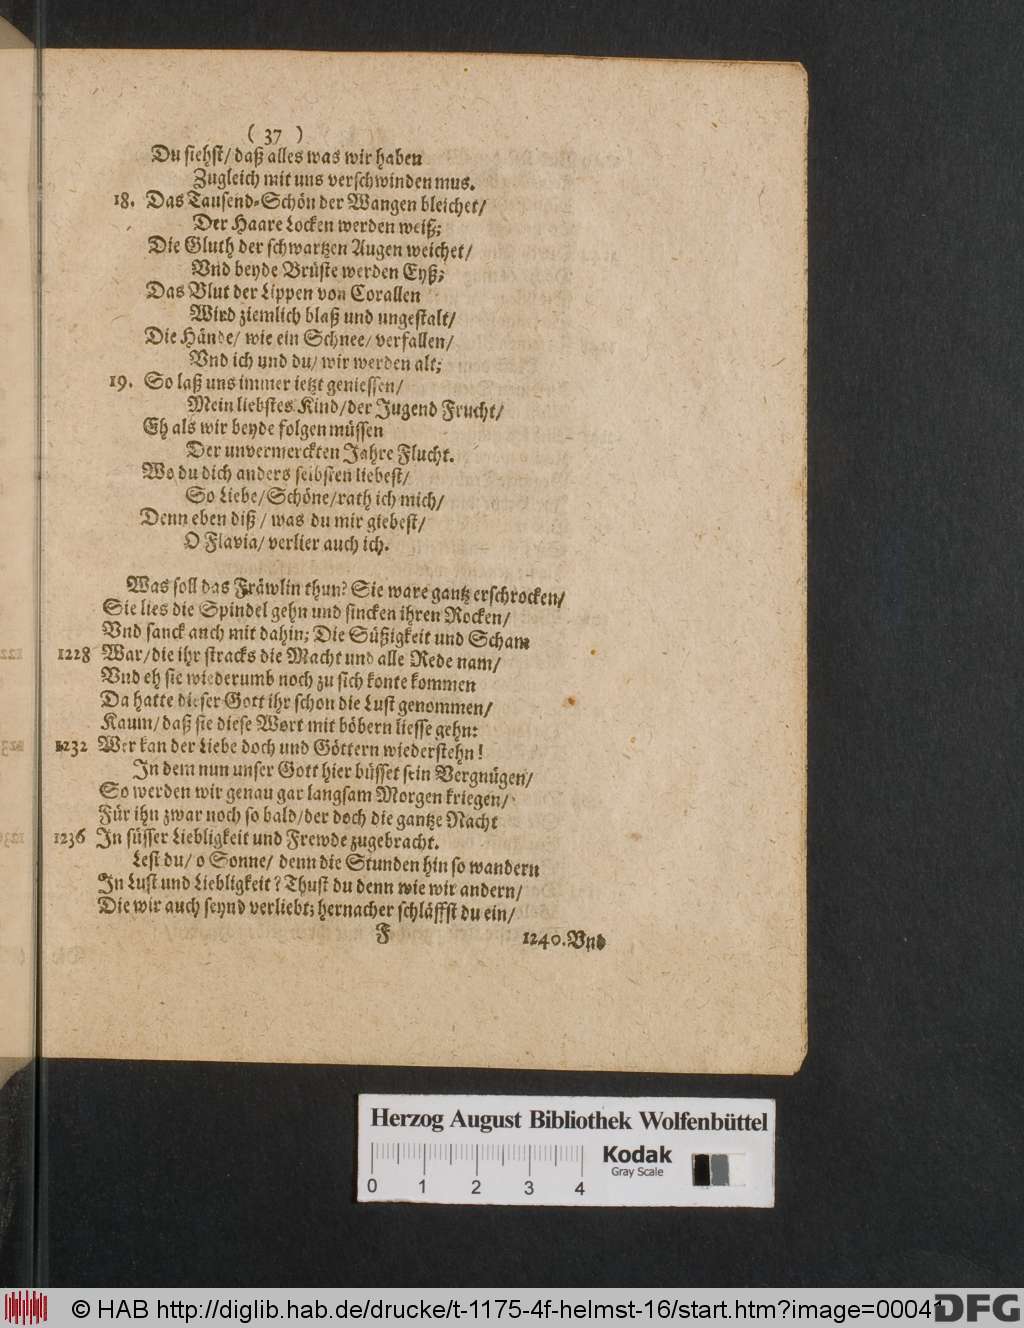 ( 37 )
Du siehst/ daß alles was wir haben
Zugleich mit uns verschwinden mus.
18. Das Tausend-Schön der Wangen bleichet/
Der Haare Locken werden weiß;
Die Gluth der schwartzen Augen weichet/
Vnd beyde Brüste werden Eyß;
Das Blut der Lippen von Corallen
Wird ziemlich blaß und ungestalt/
Die Hände/ wie ein Schnee/ verfallen/
Vnd ich und du/ wir werden alt;
19. So laß uns immer ietzt geniessen/
Mein liebstes Kind/der Jugend Frucht/
Eh als wir beyde folgen müssen
Der unvermerckten Jahre Flucht.
Wo du dich anders selbsten liebest/
So Liebe/Schöne/rath ich mich/
Denn eben diß / was du mir giebest/
O Flavia/ verlier auch ich.
Was soll das Fräwlin thun? Sie ware gantz erschrocken/
Sie lies die Spindel gehn und sincken ihren Rocken/
Vnd sanck auch mit dahin; Die Süßigkeit und Scham
1228 War/die ihr stracks die Macht und alle Rede nam/
Vnd eh sie wiederumb noch zu sich konte kommen
Da hatte dieser Gott ihr schon die Lust genommen/
Kaum/ daß sie diese Wort mit böbern liesse gehn:
1232 Wer kan der Liebe doch und Göttern wiederstehn!
In dem nun unser Gott hier büsset sein Vergnügen/
So werden wir genau gar langsam Morgen kriegen/
Für ihn zwar noch so bald/der doch die gantze Nacht
1236 In süsser Liebligkeit und Frewde zugebracht.
Lest du/ o Sonne/ denn die Stunden hin so wandern
In Lust und Liebligkeit? Thust du denn wie wir andern/
Die wir auch seynd verliebt; hernacher schläffst du ein/
F 1240. Vnd
Herzog August Bibliothek Wolfenbüttel
Kodak
Gray Scale
0 1 2 3 4
© HAB http://diglib.hab.de/drucke/t-1175-4f-helmst-16/start.htm?image=00041
DFG